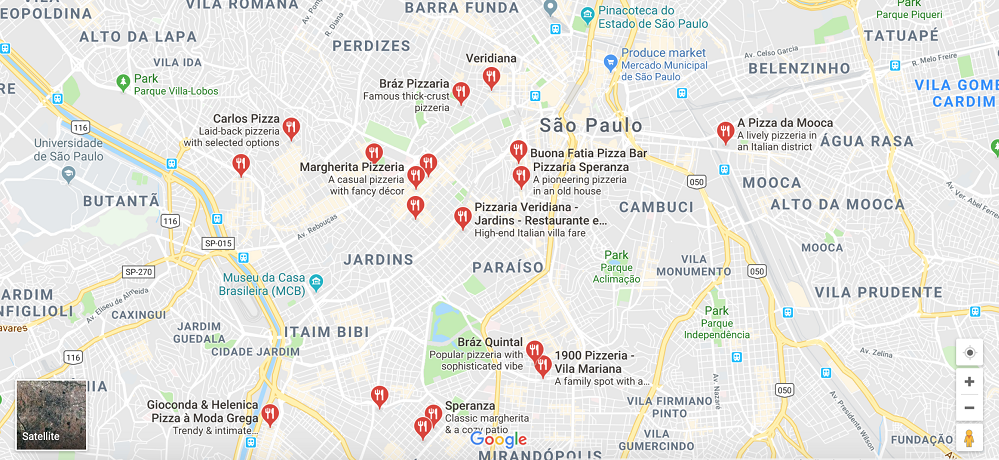 EOPOLDINA
VILA ROMANA
BARRA FUNDA
Pinacoteca do
Estado de São Paulo
Park
Parque Piqueri
ALTO DA LAPA
Av. Pom
R. Diana
PERDIZES
Veridiana
Produce market
Mercado Municipal
de São Paulo
Av. Celso Garcia
TATUAPÉ
R. Melo Freire
BELENZINHO
VILA IDA
Park
Parque Villa-Lobos
Bráz Pizzaria
Famous thick-crust
pizzeria
VILA GOME
CARDIM
Carlos Pizza
Laid-back pizzeria
with selected options
116
São Paulo
A Pizza da Mooca
A lively pizzeria in
an Italian district
ÁGUA RASA
Universidade
de São Paulo
Margherita Pizzeria
A casual pizzeria
with fancy décor
Buona Fatia Pizza Bar
Pizzaria Speranza
A pioneering pizzeria
in an old house
050
MOOCA
ALTO DA MOOCA
BUTANTÃ
116
Av. Rebouças
Pizzaria Veridiana -
Jardins - Restaurante e...
High-end Italian villa fare
CAMBUCI
MOOCA
SP-015
SP-270
JARDINS
PARAÍSO
Park
Parque
Aclimação
VILA
MONUMENTO
050
Museu da Casa
Brasileira (MCB)
JARDIM
NFIGLIOLI
Av. Eliseu de Almeida
CAXINGUI
VILA PRUDENTE
avares
JARDIM
GUEDALA
ITAIM BIBI
Park
Parque
Independência
CIDADE JARDIM
Bráz Quintal
Popular pizzeria with
sophisticated vibe
1900 Pizzeria -
Vila Mariana
A family spot with a...
Av. Zelina
Av. Nazaré
050
Av. Presidente Wilson
Gioconda & Helenica
Pizza à Moda Grega
Trendy & intimate...
116
Speranza
Classic margherita
& a cozy patio
VILA FIRMIANO
PINTO
VILA
GUMERCINDO
FUNDAÇÃO
Satellite
Google
MIRANDÓPOLIS